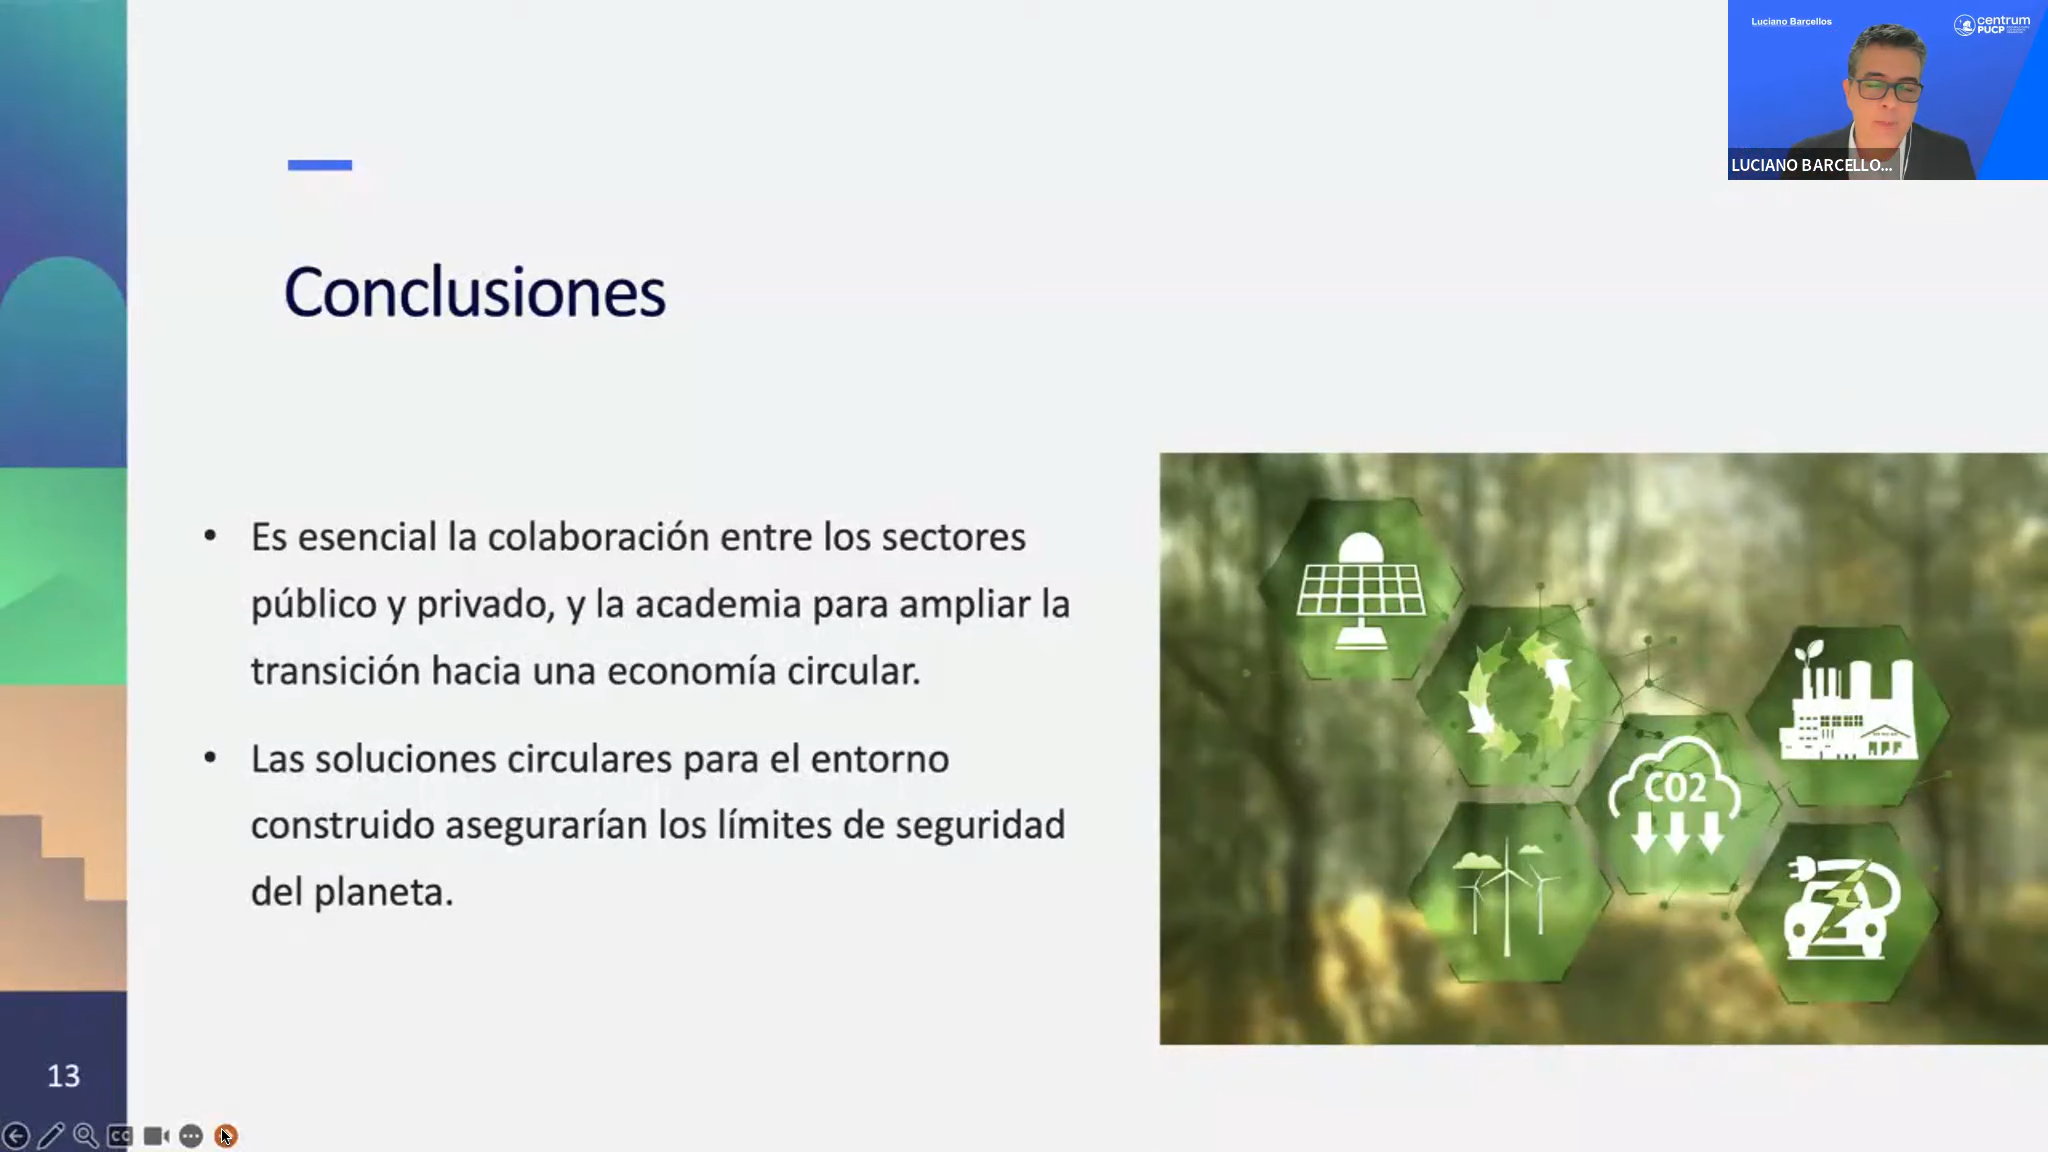 Luciano Barcellos
centrum
PUCP
LUCIANO BARCELLO...
Conclusiones
• Es esencial la colaboración entre los sectores
público y privado, y la academia para ampliar la
transición hacia una economía circular.
• Las soluciones circulares para el entorno
construido asegurarían los límites de seguridad
del planeta.
CO2
13
CC